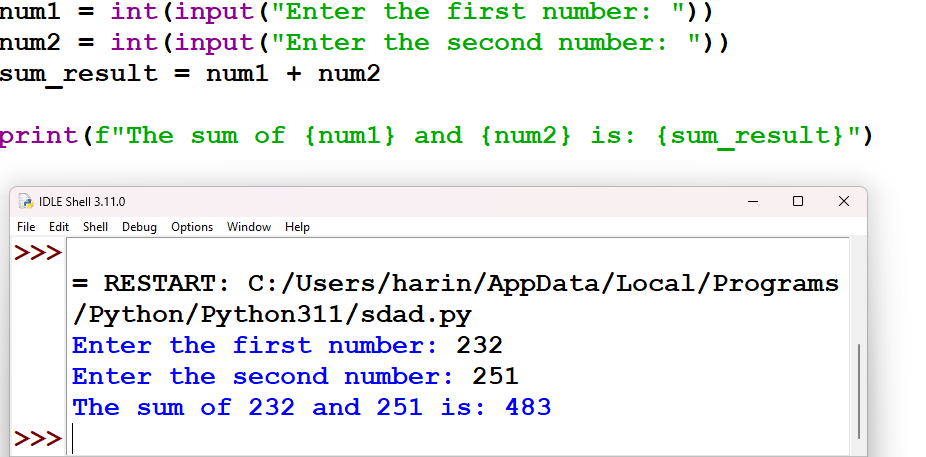 num1 = int(input("Enter the first number: "))
num2 = int(input("Enter the second number: "))
sum_result = num1 + num2
print(f"The sum of {num1} and {num2} is: {sum_result}")
IDLE Shell 3.11.0
File Edit Shell Debug Options Window Help
>>>
= RESTART: C:/Users/harin/AppData/Local/Programs
/Python/Python311/sdad.py
Enter the first number: 232
Enter the second number: 251
The sum of 232 and 251 is: 483
>>>